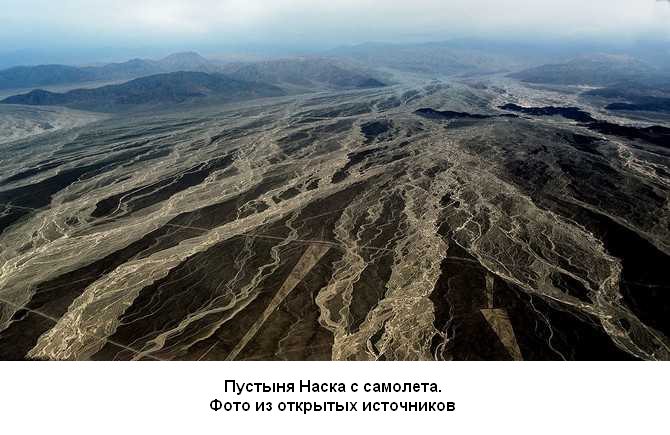 Пустыня Наска с самолета.
Фото из открытых источников